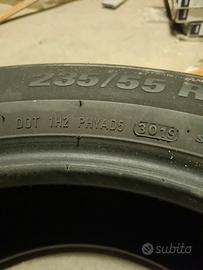 235/55 R
DOT 1H2 PHYAD5 3019 S
subito